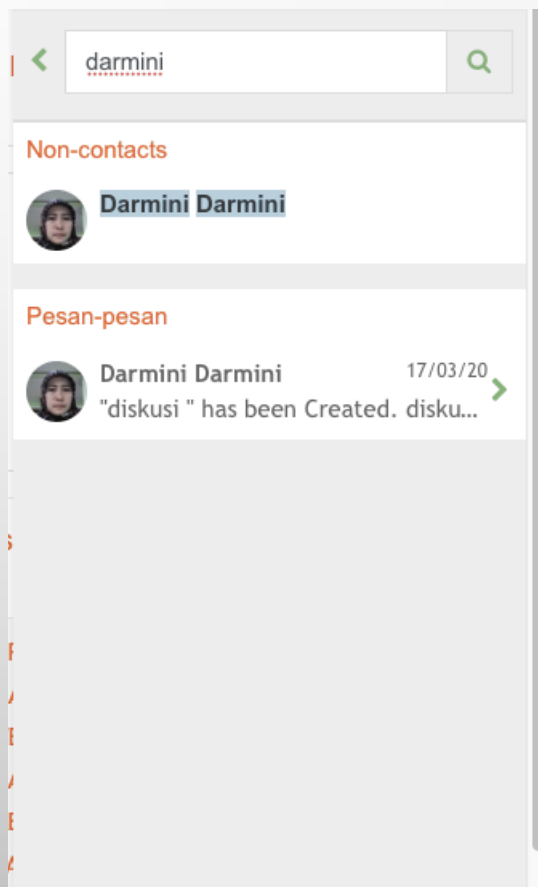 darmini
Non-contacts
Darmini Darmini
Pesan-pesan
Darmini Darmini 17/03/20
"diskusi " has been Created. disku...